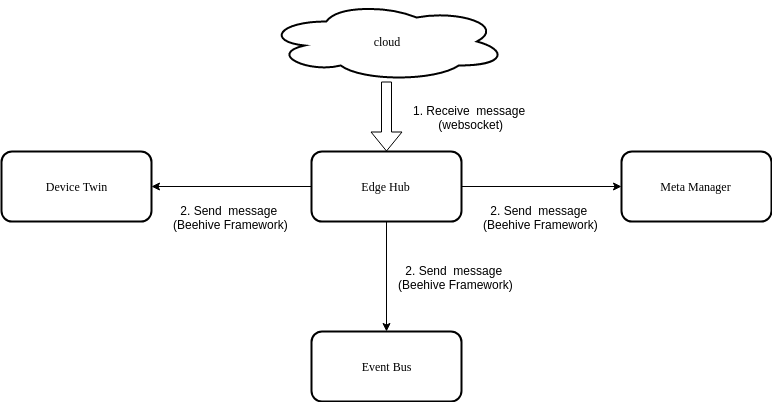 cloud
1. Receive message
(websocket)
Device Twin
Edge Hub
Meta Manager
2. Send message
(Beehive Framework)
2. Send message
(Beehive Framework)
2. Send message
(Beehive Framework)
Event Bus